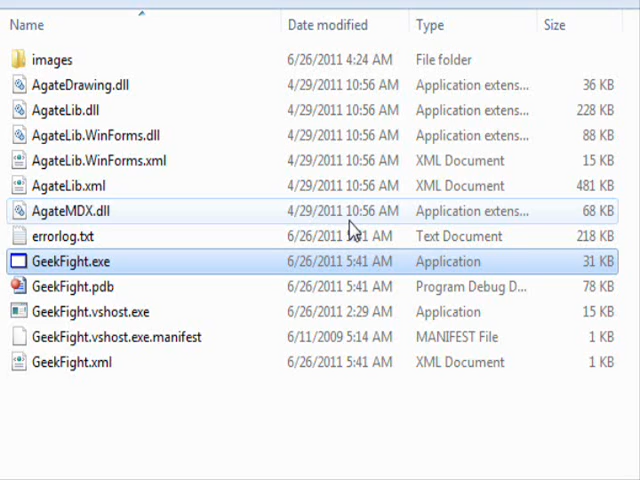 Name Date modified Type Size
images 6/26/2011 4:24 AM File folder
AgateDrawing.dll 4/29/2011 10:56 AM Application extens... 36 KB
AgateLib.dll 4/29/2011 10:56 AM Application extens... 228 KB
AgateLib.WinForms.dll 4/29/2011 10:56 AM Application extens... 88 KB
AgateLib.WinForms.xml 4/29/2011 10:56 AM XML Document 15 KB
AgateLib.xml 4/29/2011 10:56 AM XML Document 481 KB
AgateMDX.dll 4/29/2011 10:56 AM Application extens... 68 KB
errorlog.txt 6/26/2011 AM Text Document 218 KB
GeekFight.exe 6/26/2011 5:41 AM Application 31 KB
GeekFight.pdb 6/26/2011 5:41 AM Program Debug D... 78 KB
GeekFight.vshost.exe 6/26/2011 2:29 AM Application 15 KB
GeekFight.vshost.exe.manifest 6/11/2009 5:14 AM MANIFEST File 1 KB
GeekFight.xml 6/26/2011 5:41 AM XML Document 1 KB